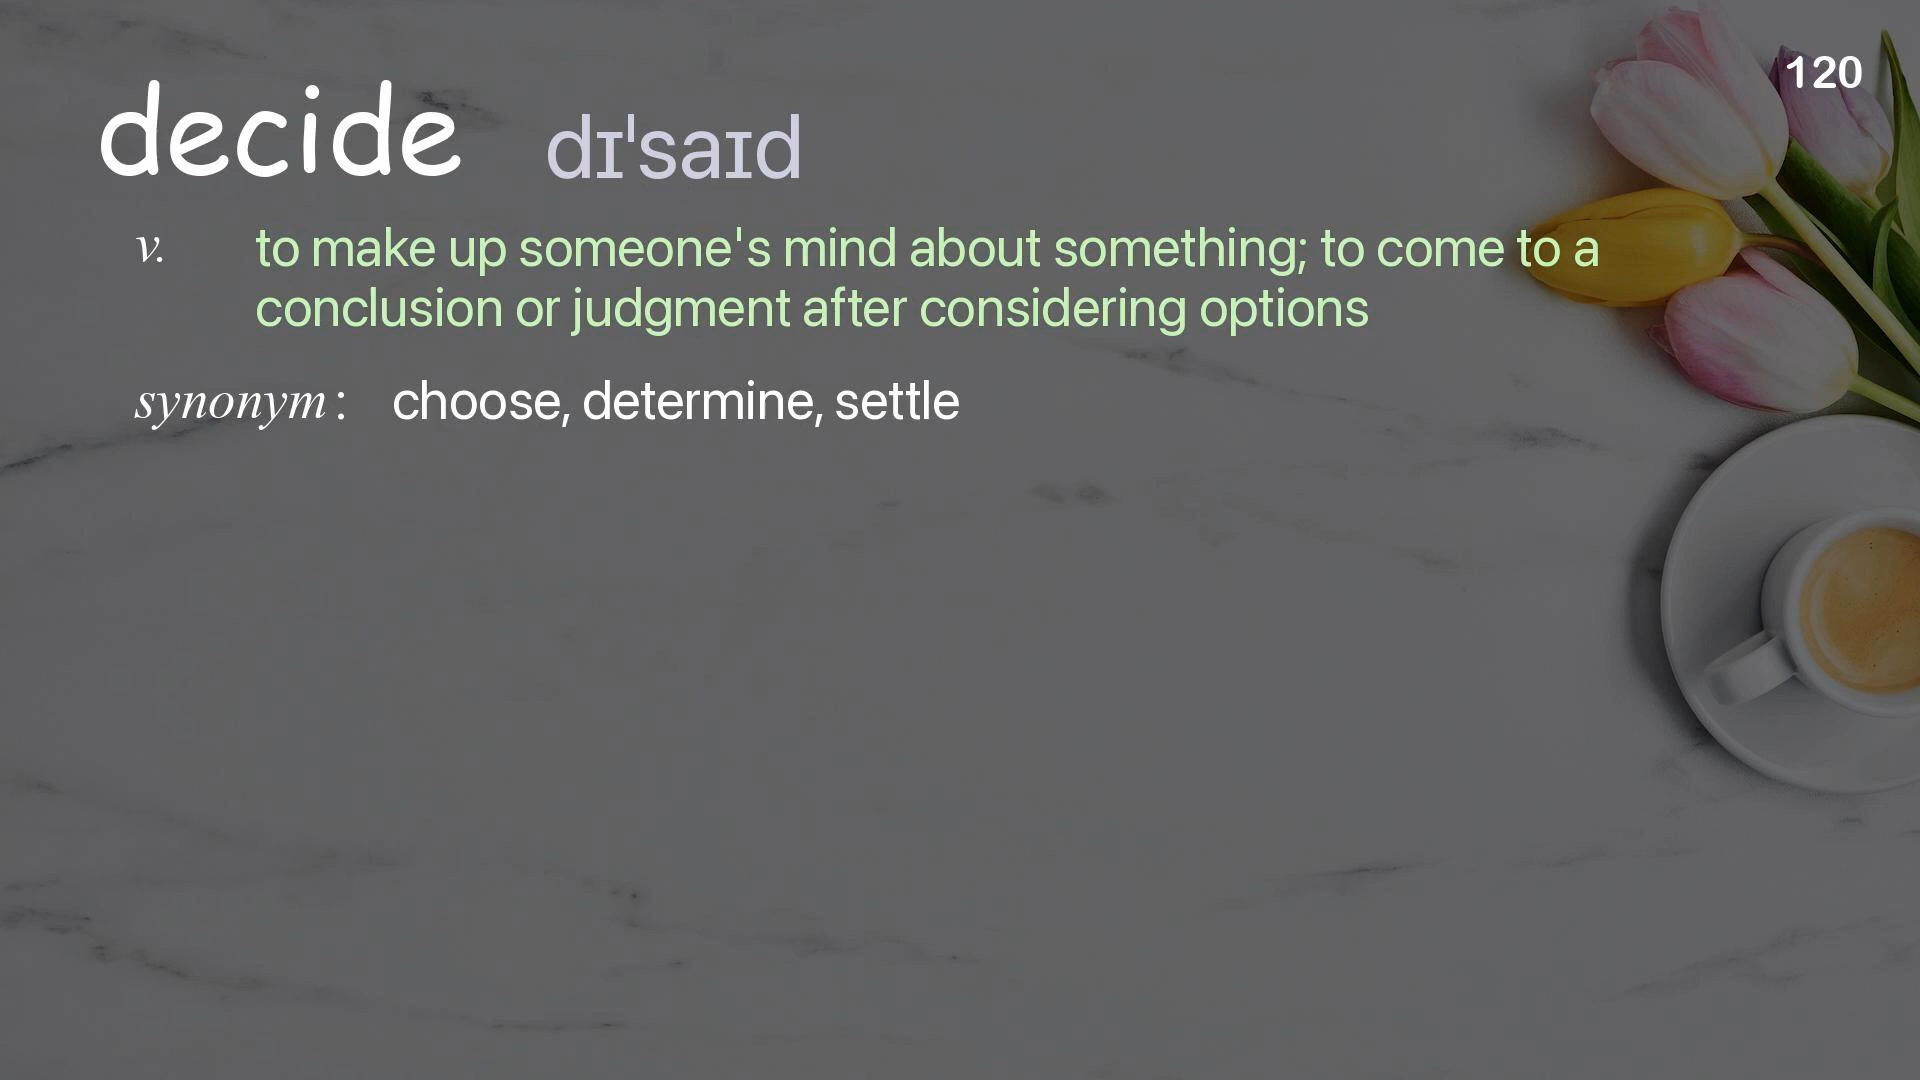 120
decide dɪˈsaɪd
v. to make up someone's mind about something; to come to a
conclusion or judgment after considering options
synonym : choose, determine, settle